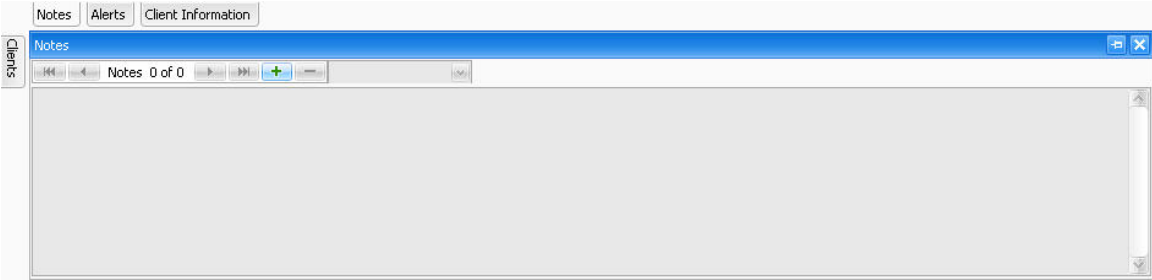 Notes Alerts Client Information
Clients
Notes
Notes 0 of 0